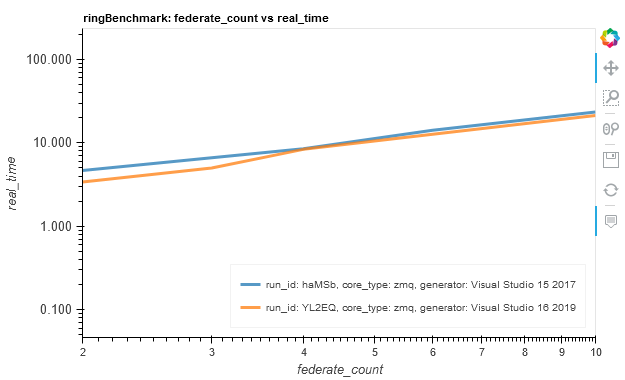 ringBenchmark: federate_count vs real_time
100.000
10.000
1.000
0.100
real_time
run_id: haMSb, core_type: zmq, generator: Visual Studio 15 2017
run_id: YL2EQ, core_type: zmq, generator: Visual Studio 16 2019
2 3 4 5 6 7 8 9 10
federate_count